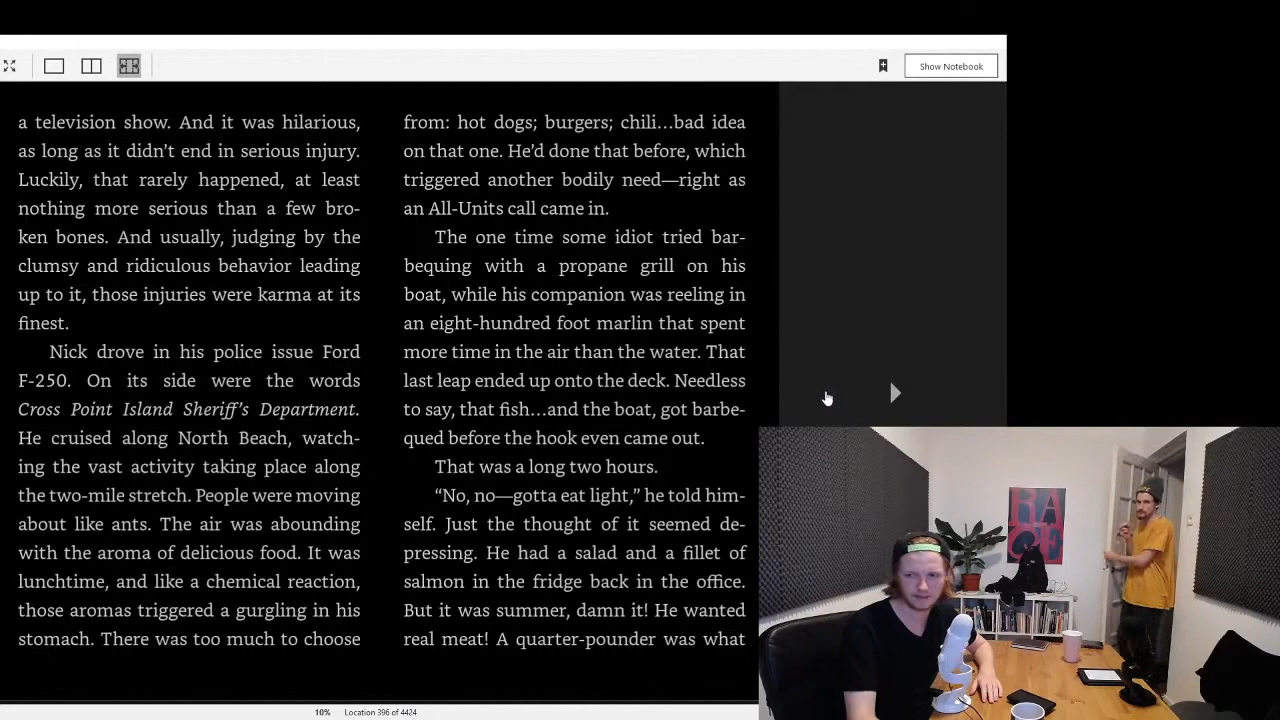 Show Notebook
a television show. And it was hilarious,
as long as it didn’t end in serious injury.
Luckily, that rarely happened, at least
nothing more serious than a few bro-
ken bones. And usually, judging by the
clumsy and ridiculous behavior leading
up to it, those injuries were karma at its
finest.
Nick drove in his police issue Ford
F-250. On its side were the words
Cross Point Island Sheriff’s Department.
He cruised along North Beach, watch-
ing the vast activity taking place along
the two-mile stretch. People were moving
about like ants. The air was abounding
with the aroma of delicious food. It was
lunchtime, and like a chemical reaction,
those aromas triggered a gurgling in his
stomach. There was too much to choose
from: hot dogs; burgers; chili…bad idea
on that one. He’d done that before, which
triggered another bodily need—right as
an All-Units call came in.
The one time some idiot tried bar-
bequing with a propane grill on his
boat, while his companion was reeling in
an eight-hundred foot marlin that spent
more time in the air than the water. That
last leap ended up onto the deck. Needless
to say, that fish…and the boat, got barbe-
qued before the hook even came out.
That was a long two hours.
“No, no—gotta eat light,” he told him-
self. Just the thought of it seemed de-
pressing. He had a salad and a fillet of
salmon in the fridge back in the office.
But it was summer, damn it! He wanted
real meat! A quarter-pounder was what
10% Location 396 of 4424
RA
GE